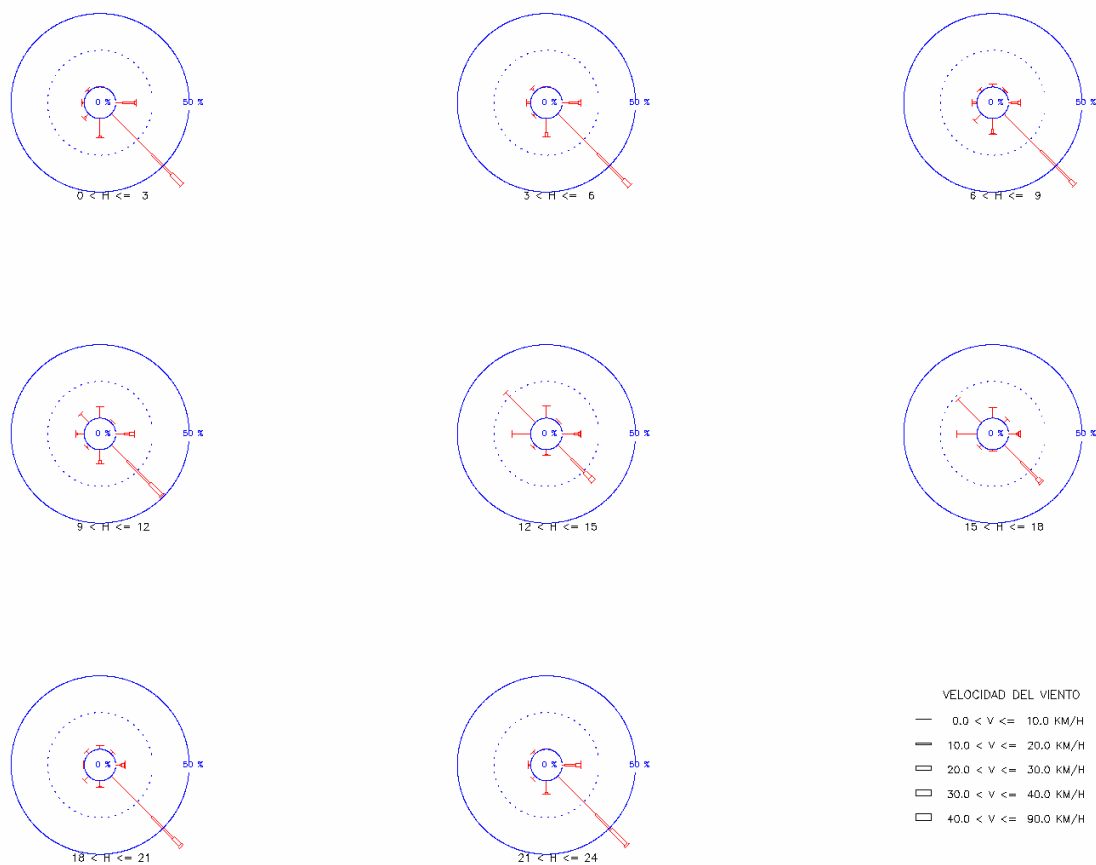 0 % 50 %
0 < H <= 3
0 % 50 %
3 < H <= 6
0 % 50 %
6 < H <= 9
0 % 50 %
9 < H <= 12
0 % 50 %
12 < H <= 15
0 % 50 %
15 < H <= 18
0 % 50 %
18 < H <= 21
0 % 50 %
21 < H <= 24
VELOCIDAD DEL VIENTO
0.0 < V <= 10.0 KM/H
10.0 < V <= 20.0 KM/H
20.0 < V <= 30.0 KM/H
30.0 < V <= 40.0 KM/H
40.0 < V <= 90.0 KM/H